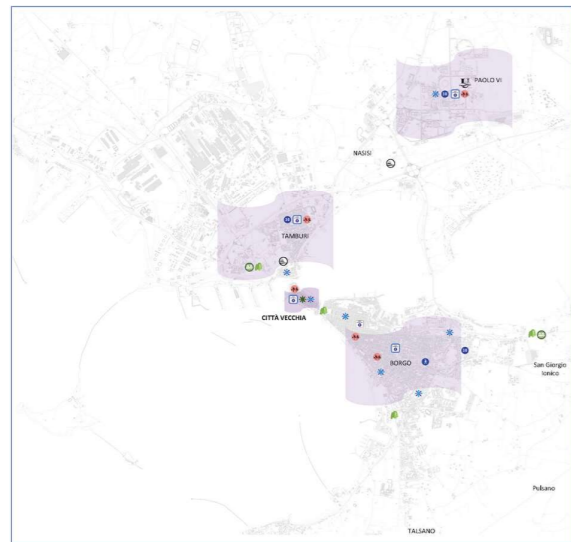 PAOLO VI
NASISI
TAMBURI
CITTÀ VECCHIA
BORGO
San Giorgio
Ionico
Pulsano
TALSANO